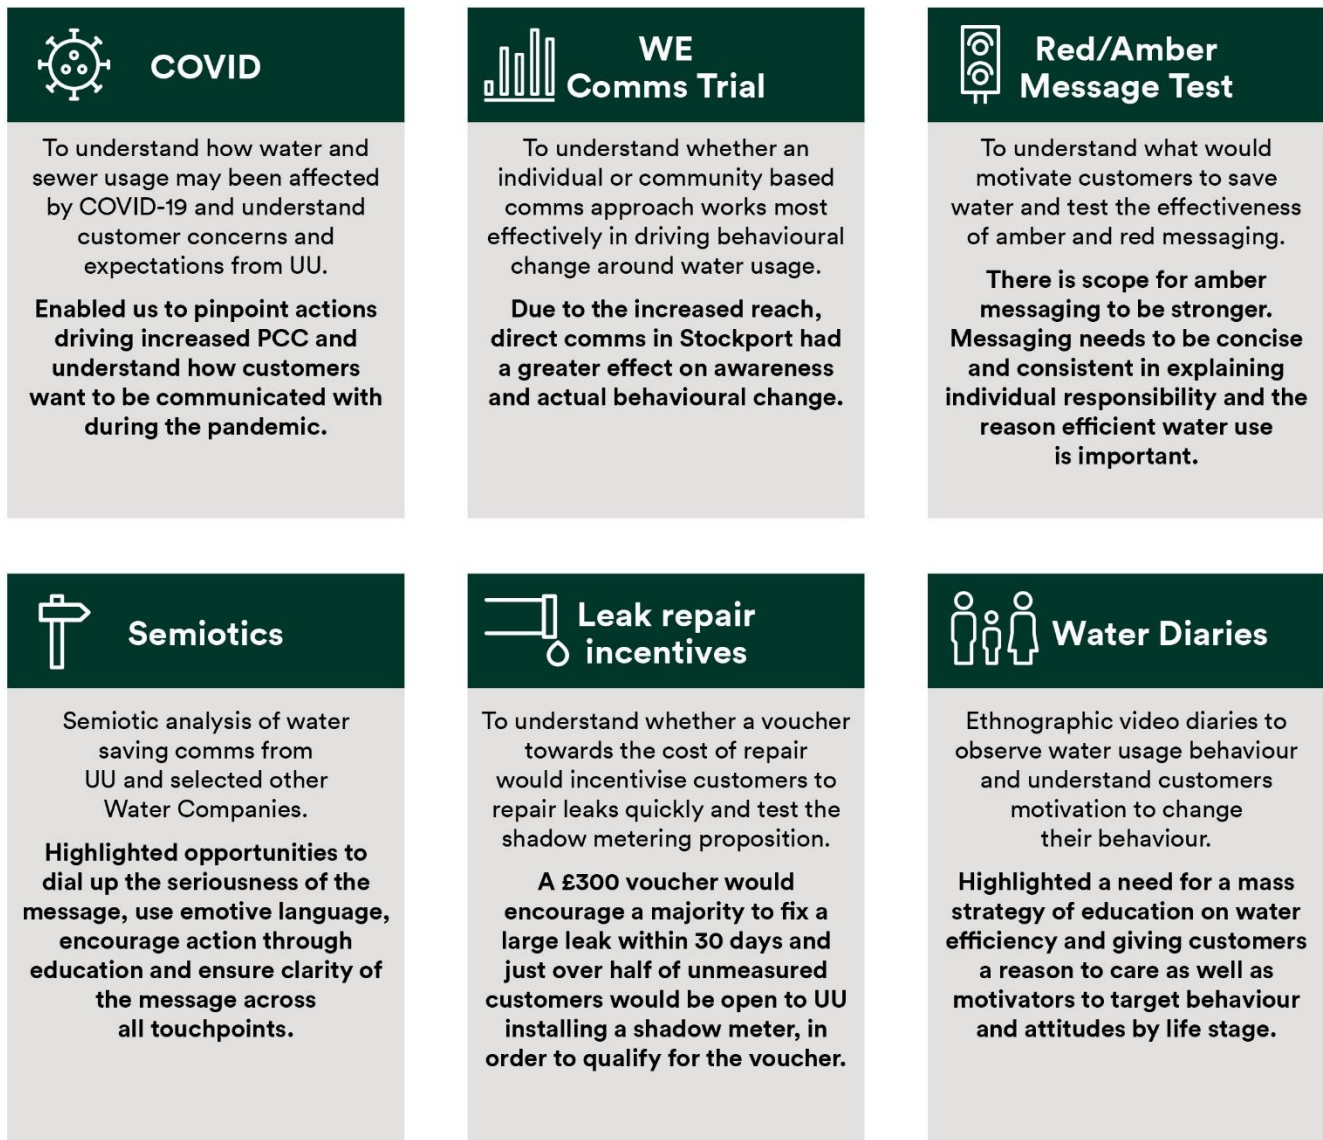 COVID
To understand how water and
sewer usage may been affected
by COVID-19 and understand
customer concerns and
expectations from UU.
Enabled us to pinpoint actions
driving increased PCC and
understand how customers
want to be communicated with
during the pandemic.
WE
Comms Trial
To understand whether an
individual or community based
comms approach works most
effectively in driving behavioural
change around water usage.
Due to the increased reach,
direct comms in Stockport had
a greater effect on awareness
and actual behavioural change.
Red/Amber
Message Test
To understand what would
motivate customers to save
water and test the effectiveness
of amber and red messaging.
There is scope for amber
messaging to be stronger.
Messaging needs to be concise
and consistent in explaining
individual responsibility and the
reason efficient water use
is important.
Semiotics
Semiotic analysis of water
saving comms from
UU and selected other
Water Companies.
Highlighted opportunities to
dial up the seriousness of the
message, use emotive language,
encourage action through
education and ensure clarity of
the message across
all touchpoints.
Leak repair
incentives
To understand whether a voucher
towards the cost of repair
would incentivise customers to
repair leaks quickly and test the
shadow metering proposition.
A £300 voucher would
encourage a majority to fix a
large leak within 30 days and
just over half of unmeasured
customers would be open to UU
installing a shadow meter, in
order to qualify for the voucher.
Water Diaries
Ethnographic video diaries to
observe water usage behaviour
and understand customers
motivation to change
their behaviour.
Highlighted a need for a mass
strategy of education on water
efficiency and giving customers
a reason to care as well as
motivators to target behaviour
and attitudes by life stage.